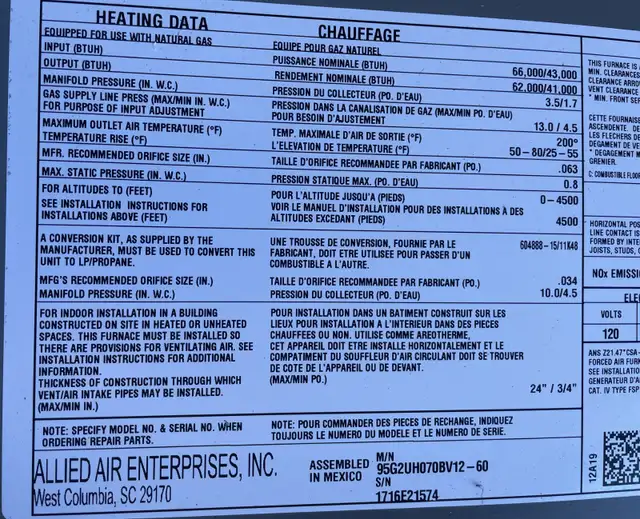 HEATING DATA
CHAUFFAGE
EQUIPPED FOR USE WITH NATURAL GAS
EQUIPE POUR GAZ NATUREL
INPUT (BTUH)
PUISSANCE NOMINALE (BTUH)
66,000/43,000
OUTPUT (BTUH)
RENDEMENT NOMINALE (BTUH)
62,000/41,000
MANIFOLD PRESSURE (IN. W.C.)
PRESSION DU COLLECTEUR (PO. D'EAU)
3.5/1.7
GAS SUPPLY LINE PRESS (MAX/MIN IN. W.C.)
FOR PURPOSE OF INPUT ADJUSTMENT
PRESSION DANS LA CANALISATION DE GAZ (MAX/MIN PO. D'EAU)
POUR BESOIN D'AJUSTEMENT
13.0 / 4.5
MAXIMUM OUTLET AIR TEMPERATURE (°F)
TEMP. MAXIMALE D'AIR DE SORTIE (°F)
200°
TEMPERATURE RISE (°F)
L'ELEVATION DE TEMPERATURE (°F)
50 - 80/25 - 55
MFR. RECOMMENDED ORIFICE SIZE (IN.)
TAILLE D'ORIFICE RECOMMANDEE PAR FABRICANT (PO.)
.063
MAX. STATIC PRESSURE (IN. W.C.)
PRESSION STATIQUE MAX. (PO. D'EAU)
0.8
FOR ALTITUDES TO (FEET)
POUR L'ALTITUDE JUSQU'A (PIEDS)
0-4500
SEE INSTALLATION INSTRUCTIONS FOR
INSTALLATIONS ABOVE (FEET)
VOIR LE MANUEL D'INSTALLATION POUR DES INSTALLATIONS À DES
ALTITUDES EXCEDANT (PIEDS)
4500
A CONVERSION KIT, AS SUPPLIED BY THE
MANUFACTURER, MUST BE USED TO CONVERT THIS
UNIT TO LP/PROPANE.
UNE TROUSSE DE CONVERSION, FOURNIE PAR LE
FABRICANT, DOIT ETRE UTILISEE POUR PASSER D'UN
COMBUSTIBLE A L'AUTRE.
604888-15/11K48
MFG'S RECOMMENDED ORIFICE SIZE (IN.)
TAILLE D'ORIFICE RECOMMANDEE PAR FABRICANT (PO.)
.034
MANIFOLD PRESSURE (IN. W.C.)
PRESSION DU COLLECTEUR (PO. D'EAU)
10.0/4.5
FOR INDOOR INSTALLATION IN A BUILDING
CONSTRUCTED ON SITE IN HEATED OR UNHEATED
SPACES. THIS FURNACE MUST BE INSTALLED SO
THERE ARE PROVISIONS FOR VENTILATING AIR. SEE
INSTALLATION INSTRUCTIONS FOR ADDITIONAL
INFORMATION.
THICKNESS OF CONSTRUCTION THROUGH WHICH
VENT/AIR INTAKE PIPES MAY BE INSTALLED.
(MAX/MIN IN.)
POUR INSTALLATION DANS UN BATIMENT CONSTRUIT SUR LES
LIEUX POUR INSTALLATION A L'INTERIEUR DANS DES PIECES
CHAUFFEES OU NON. UTILISE COMME AREOTHERME,
CET APPAREIL DOIT ETRE INSTALLE HORIZONTALEMENT ET LE
COMPATIMENT DU SOUFFLEUR D'AIR CIRCULANT DOIT SE TROUVER
DE COTE DE L'APPAREIL OU DE DEVANT.
(MAX/MIN PO.)
24" / 3/4"
NOTE: SPECIFY MODEL NO. & SERIAL NO. WHEN
ORDERING REPAIR PARTS.
NOTE: POUR COMMANDER DES PIECES DE RECHANGE, INDIQUEZ
TOUJOURS LE NUMERO DU MODELE ET LE NUMERO DE SERIE.
ALLIED AIR ENTERPRISES, INC.
West Columbia, SC 29170
ASSEMBLED
IN MEXICO
M/N
95G2UH070BV12-60
S/N
1716E21574
THIS FURNACE IS
MIN. CLEARANCES
CLEARANCE
VENT CLEARANCE
* MIN. FRONT
CETTE
ASCENDENTE.
LES FLECHES
DEGAMENT DE
* DEGAGEMENT
GRENIER.
C: COMBUSTIBLE
* HORIZONTAL
LINE CONTACT IS
FORMED BY
JOISTS, STUDS,
NOx
VOLTS
120
ANS Z21.47*CSA
FORCED AIR
SEE
GENERATEUR
CAT. IV TYPE FSP
12A19